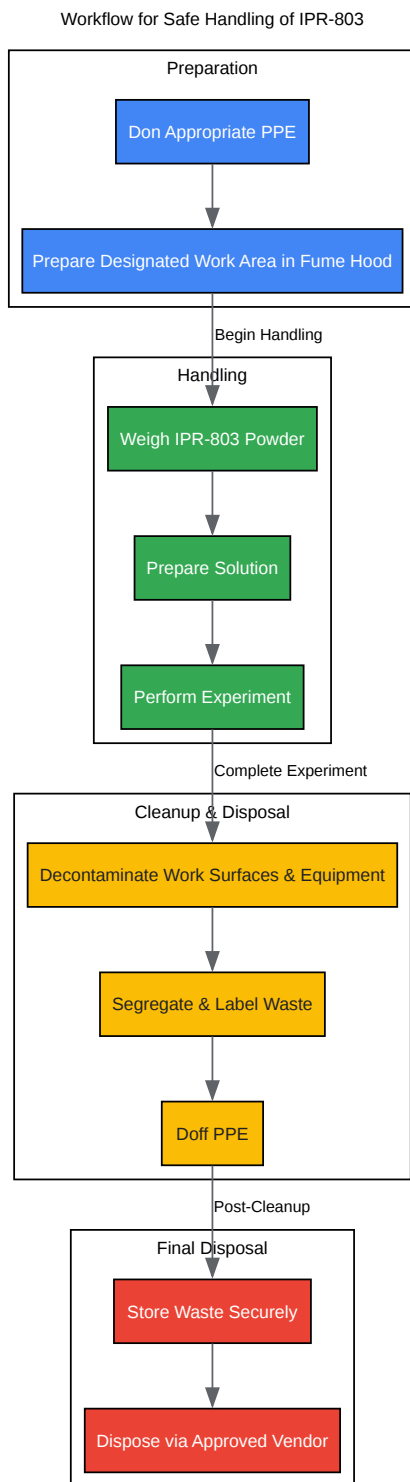 Workflow for Safe Handling of IPR-803
Preparation
Don Appropriate PPE
Prepare Designated Work Area in Fume Hood
Begin Handling
Handling
Weigh IPR-803 Powder
Prepare Solution
Perform Experiment
Complete Experiment
Cleanup & Disposal
Decontaminate Work Surfaces & Equipment
Segregate & Label Waste
Doff PPE
Post-Cleanup
Final Disposal
Store Waste Securely
Dispose via Approved Vendor